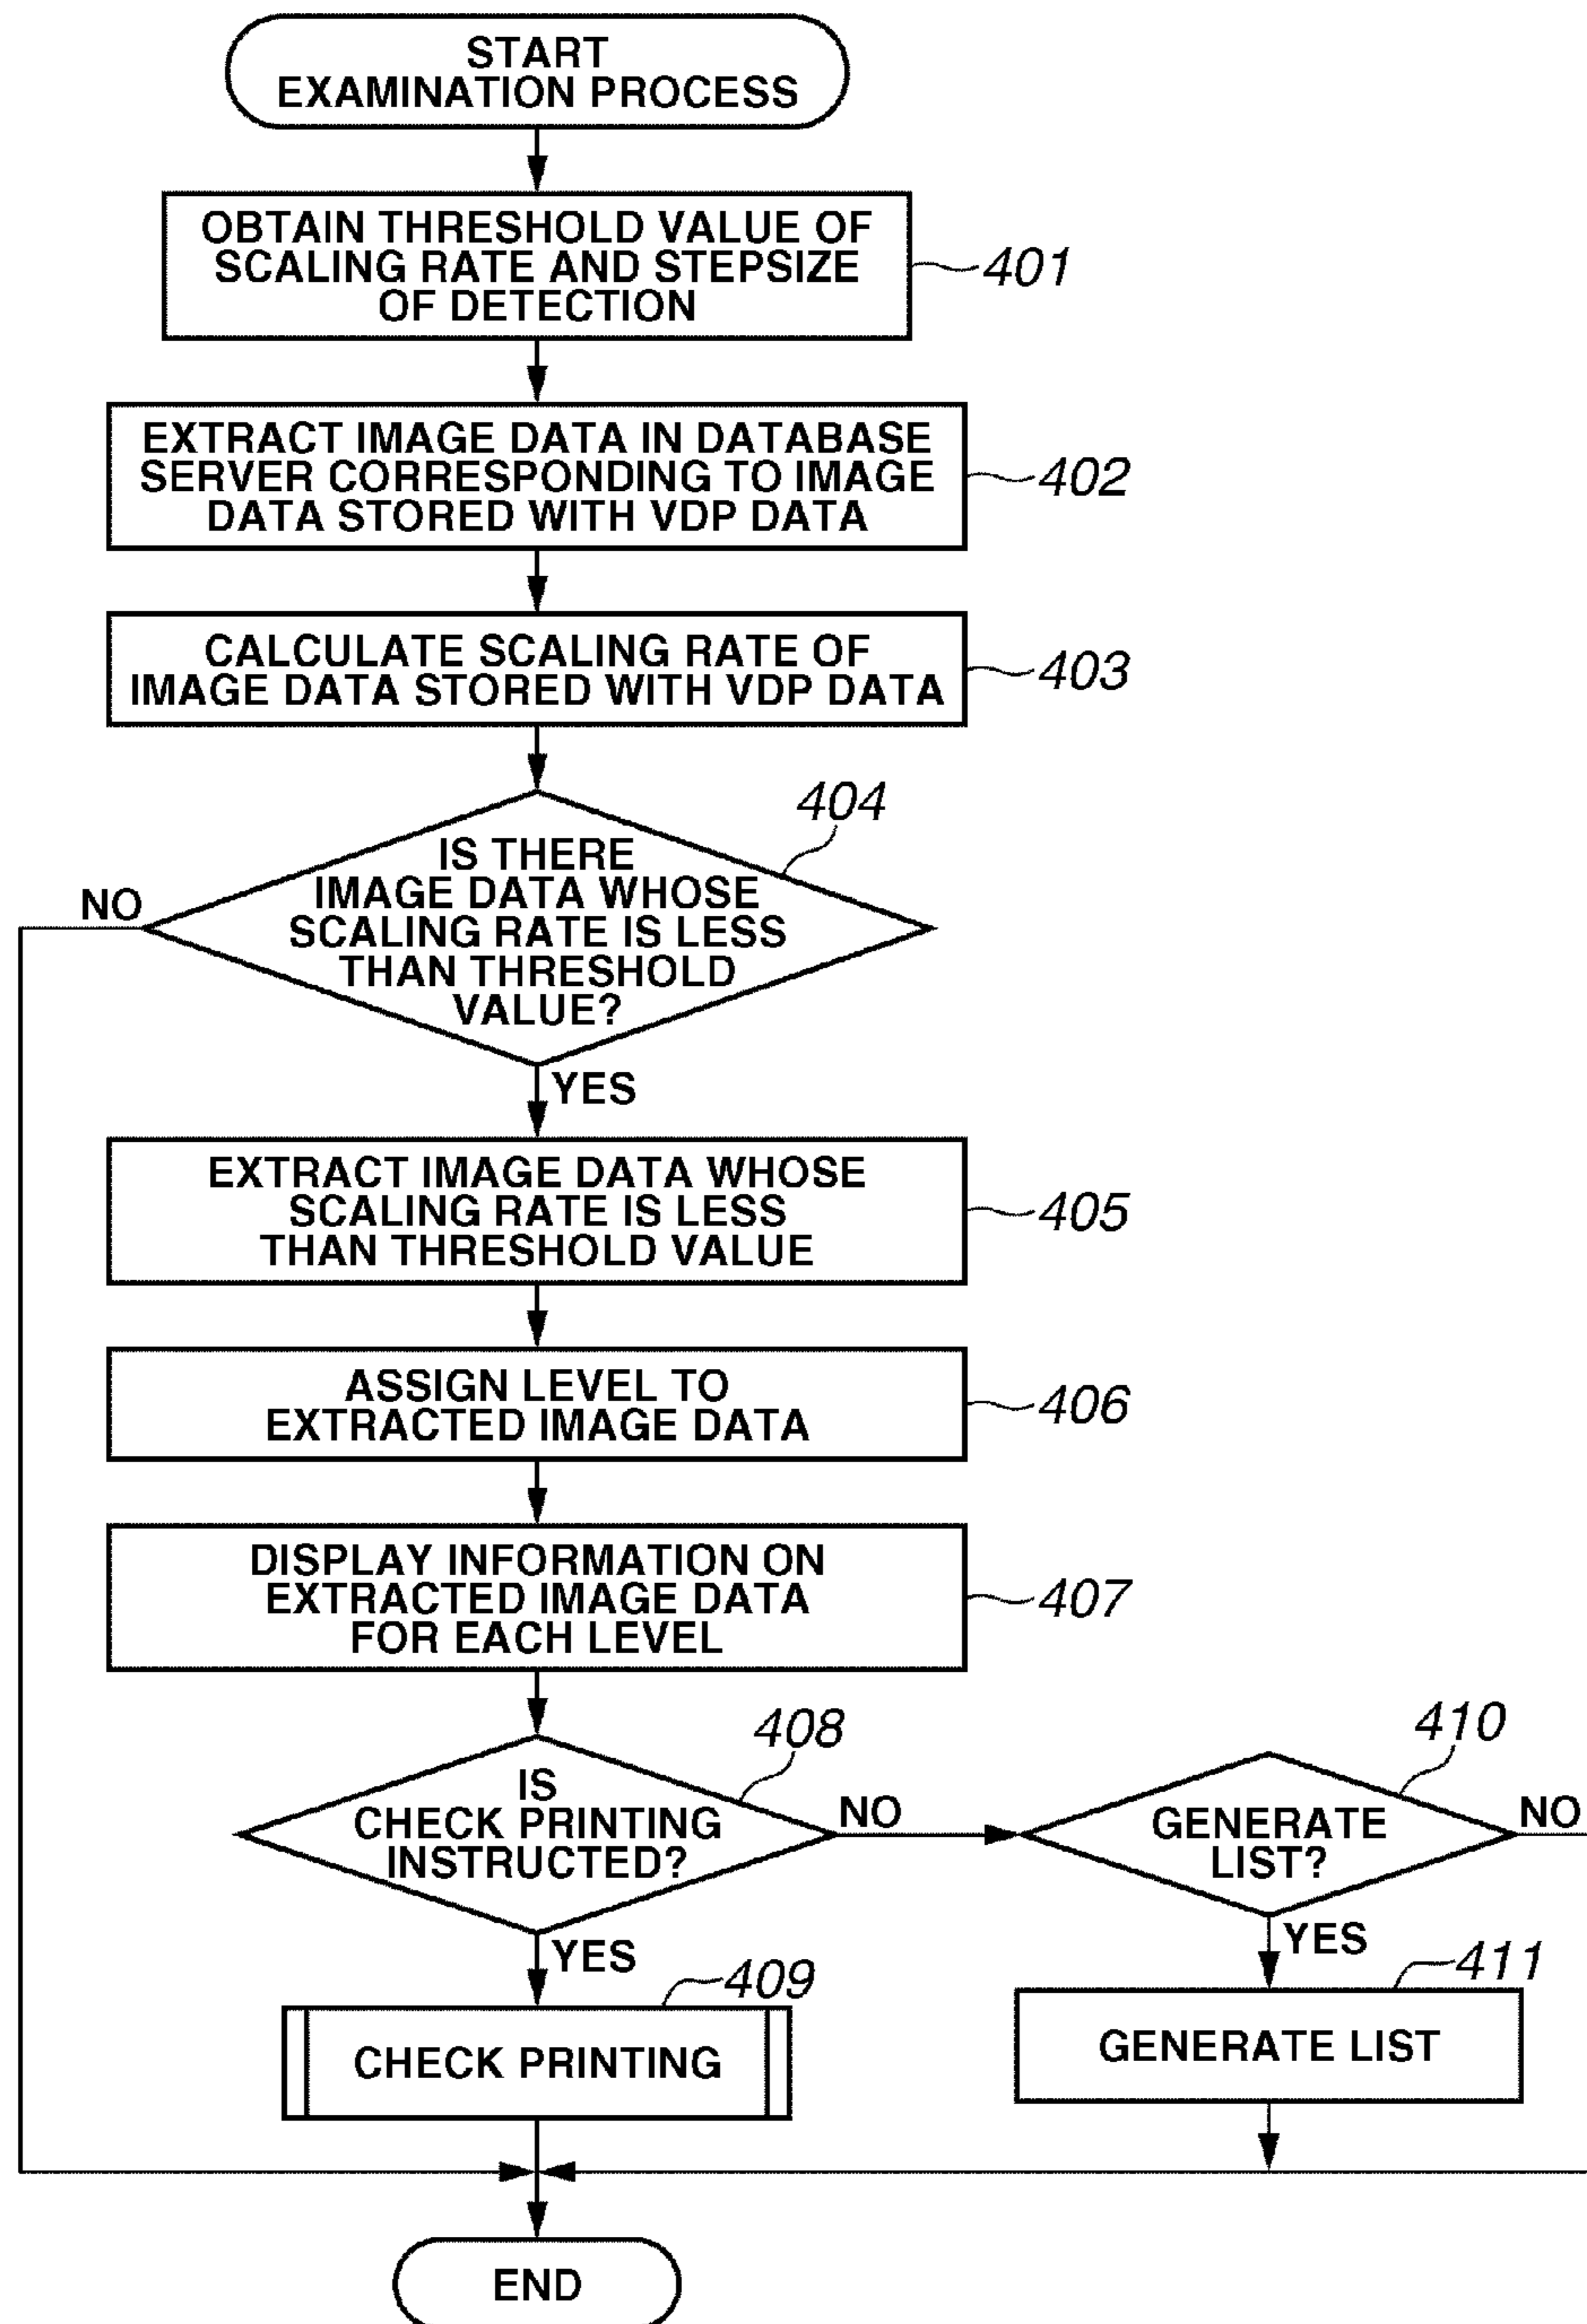 START
EXAMINATION PROCESS
OBTAIN THRESHOLD VALUE OF
SCALING RATE AND STEPSIZE
OF DETECTION
401
EXTRACT IMAGE DATA IN DATABASE
SERVER CORRESPONDING TO IMAGE
DATA STORED WITH VDP DATA
402
CALCULATE SCALING RATE OF
IMAGE DATA STORED WITH VDP DATA
403
404
IS THERE
IMAGE DATA WHOSE
SCALING RATE IS LESS
THAN THRESHOLD
VALUE?
NO
YES
EXTRACT IMAGE DATA WHOSE
SCALING RATE IS LESS
THAN THRESHOLD VALUE
405
ASSIGN LEVEL TO
EXTRACTED IMAGE DATA
406
DISPLAY INFORMATION ON
EXTRACTED IMAGE DATA
FOR EACH LEVEL
407
408
IS
CHECK PRINTING
INSTRUCTED?
NO
410
GENERATE
LIST?
NO
YES
409
CHECK PRINTING
YES
411
GENERATE LIST
END